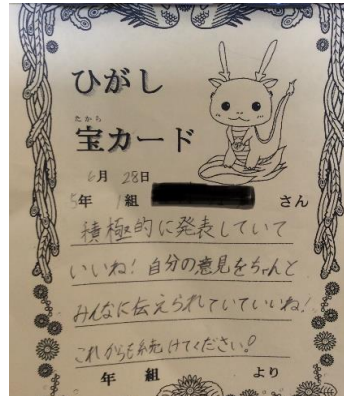 ひがし
たから
宝カード
6月 28日
5年 1組 さん
積極的に発表していて
いいね！自分の意見をちゃんと
みんなに伝えられていていいね！
これからも続けてください！
年 組 より